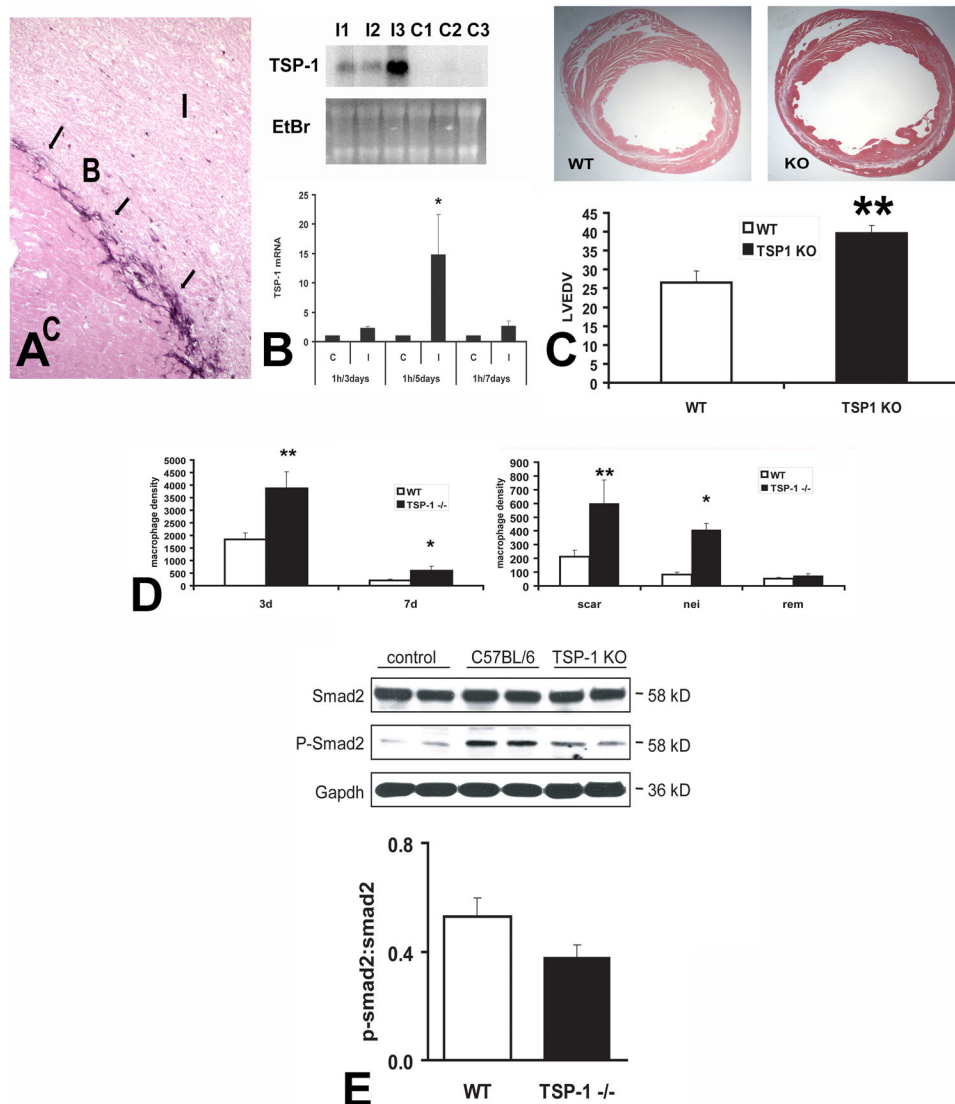 I
B
C
A
I1 I2 I3 C1 C2 C3
TSP-1
EtBr
TSP-1 mRNA
25
20
15
10
5
0
*
C I C I C I
1h/3days 1h/5days 1h/7days
B
WT
KO
LVEDV
45
40
35
30
25
20
15
10
5
0
WT
TSP1 KO
**
WT TSP1 KO
C
macrophage density
5000
4500
4000
3500
3000
2500
2000
1500
1000
500
0
**
*
WT
TSP-1 -/-
3d 7d
D
macrophage density
900
800
700
600
500
400
300
200
100
0
**
*
WT
TSP-1 -/-
scar nei rem
control C57BL/6 TSP-1 KO
Smad2 58 kD
P-Smad2 58 kD
Gapdh 36 kD
p-smad2:smad2
0.8
0.4
0.0
WT TSP-1 -/-
E